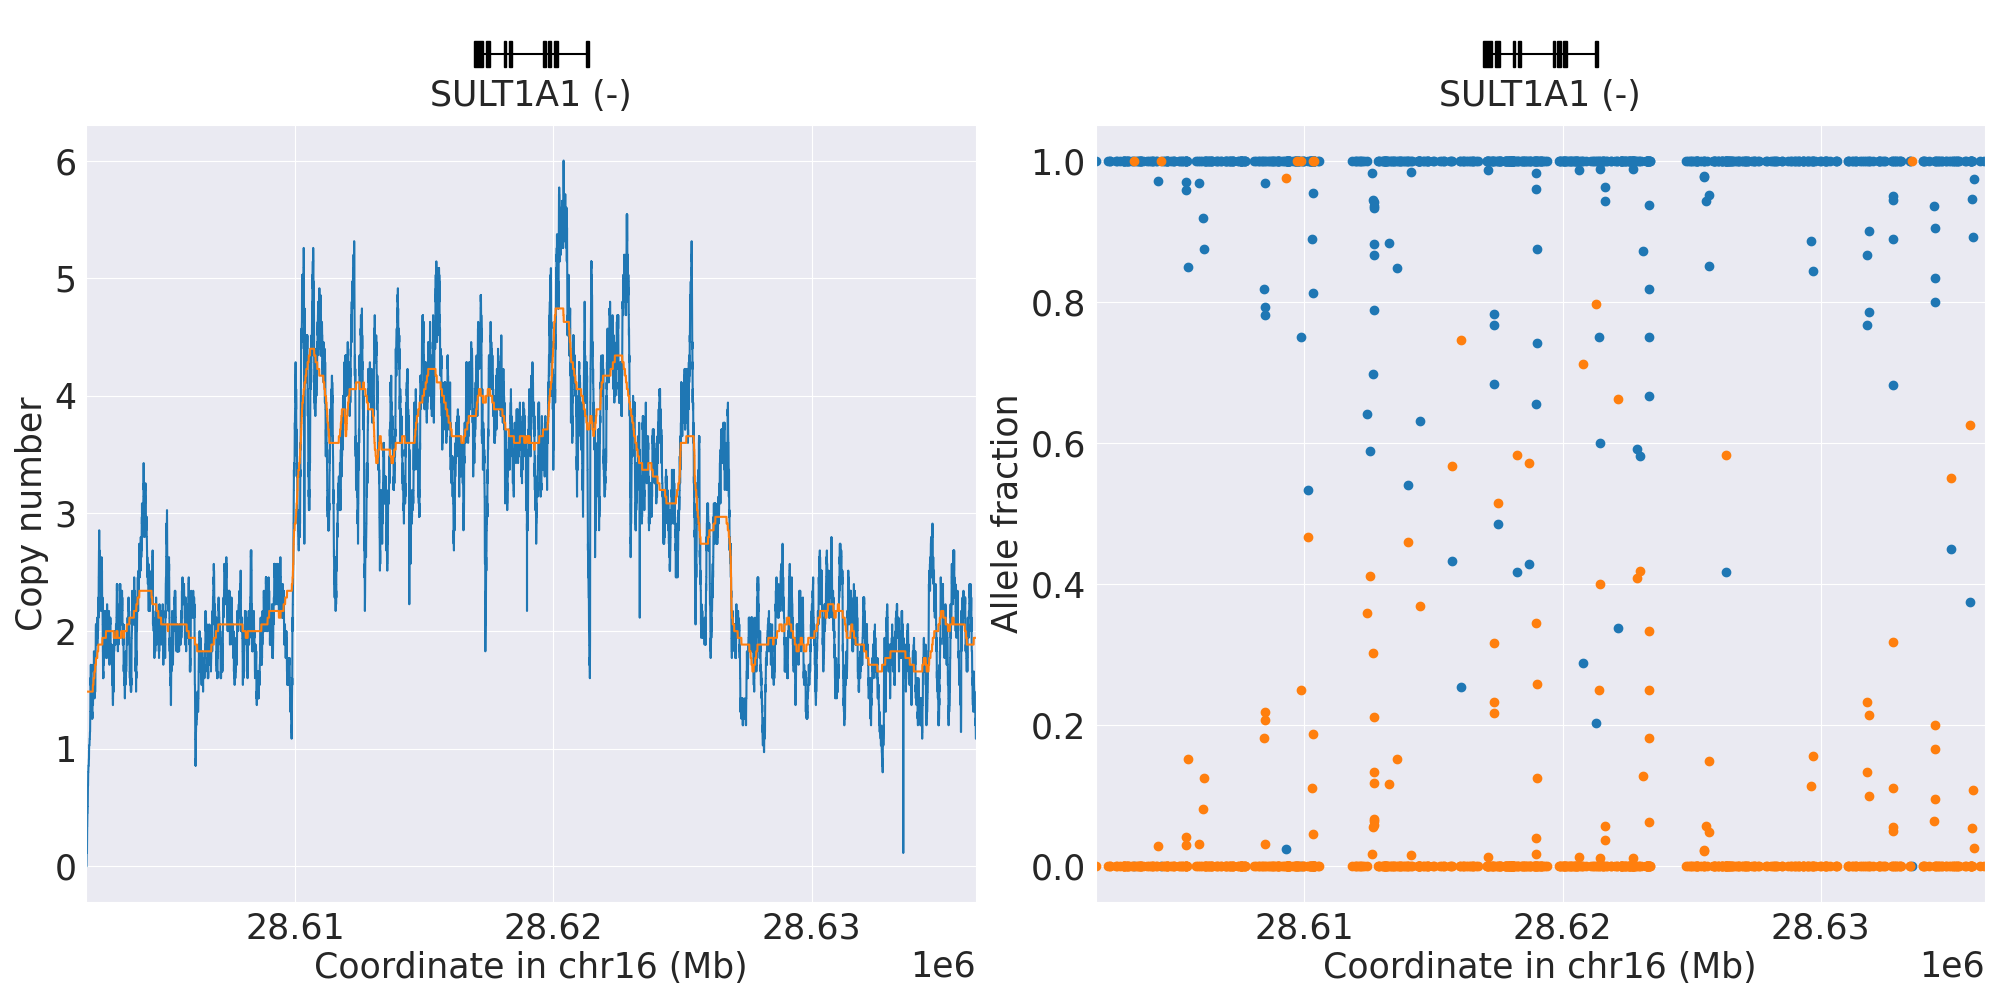 SULT1A1 (-)
6
5
4
3
2
1
0
Copy number
28.61
28.62
28.63
Coordinate in chr16 (Mb)
1e6
SULT1A1 (-)
1.0
0.8
0.6
0.4
0.2
0.0
Allele fraction
28.61
28.62
28.63
Coordinate in chr16 (Mb)
1e6